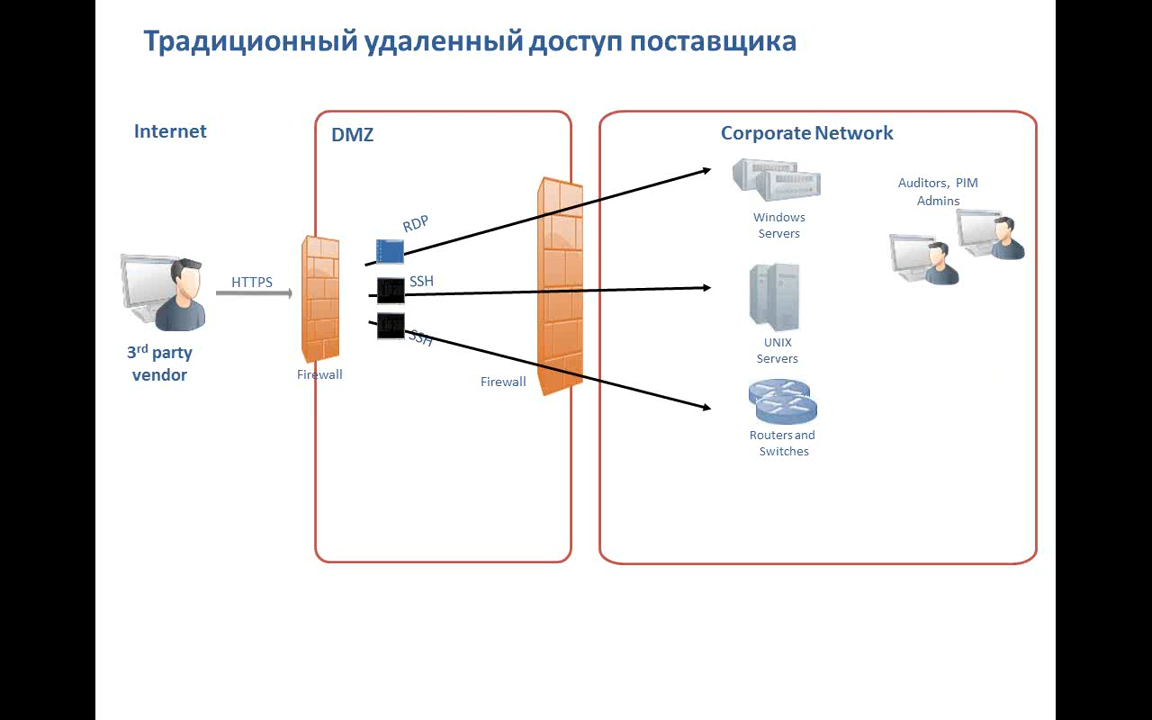 Традиционный удаленный доступ поставщика
Internet
DMZ
Corporate Network
Auditors, PIM
Admins
Windows
Servers
RDP
HTTPS
SSH
SSH
UNIX
Servers
3rd party
vendor
Firewall
Firewall
Routers and
Switches